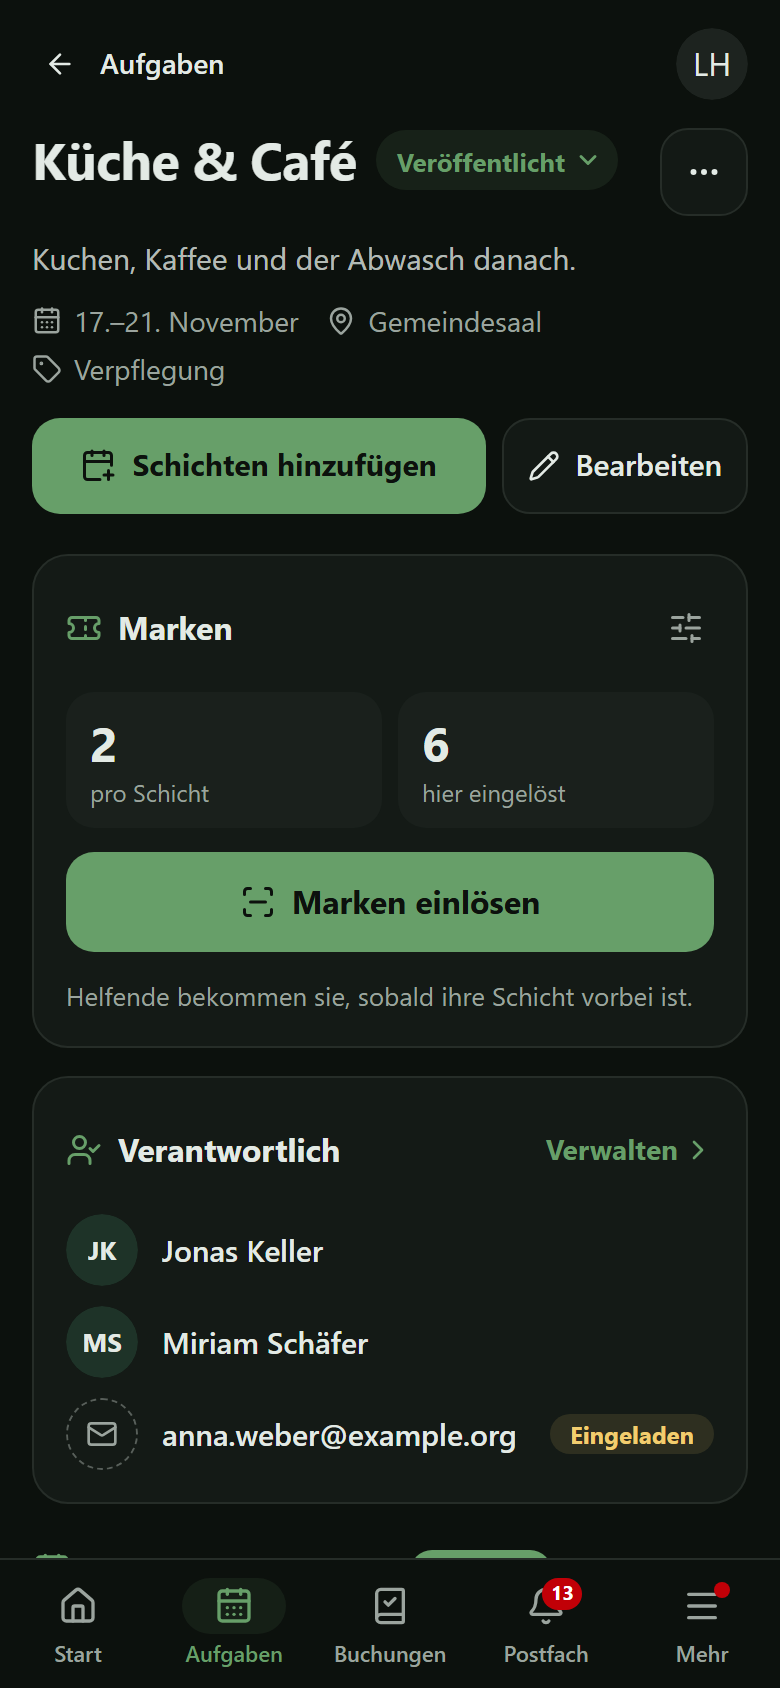 Aufgaben
LH
Küche & Café
Veröffentlicht
Kuchen, Kaffee und der Abwasch danach.
17.–21. November
Gemeindesaal
Verpflegung
Schichten hinzufügen
Bearbeiten
Marken
2
pro Schicht
6
hier eingelöst
Marken einlösen
Helfende bekommen sie, sobald ihre Schicht vorbei ist.
Verantwortlich
Verwalten
JK
Jonas Keller
MS
Miriam Schäfer
anna.weber@example.org
Eingeladen
Start
Aufgaben
Buchungen
13
Postfach
Mehr